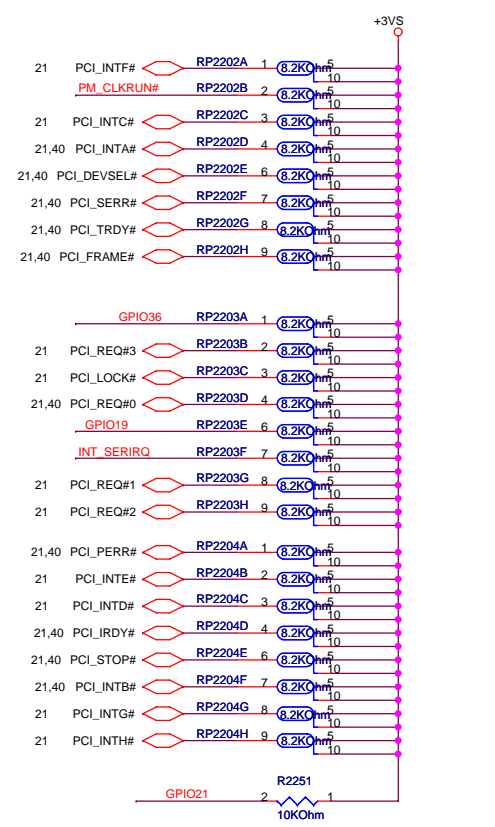 +3VS
21 PCI_INTF# RP2202A 1 8.2KOhm 5 10
PM_CLKRUN# RP2202B 2 8.2KOhm 5 10
21 PCI_INTC# RP2202C 3 8.2KOhm 5 10
21,40 PCI_INTA# RP2202D 4 8.2KOhm 5 10
21,40 PCI_DEVSEL# RP2202E 6 8.2KOhm 5 10
21,40 PCI_SERR# RP2202F 7 8.2KOhm 5 10
21,40 PCI_TRDY# RP2202G 8 8.2KOhm 5 10
21,40 PCI_FRAME# RP2202H 9 8.2KOhm 5 10
GPIO36 RP2203A 1 8.2KOhm 5 10
21 PCI_REQ#3 RP2203B 2 8.2KOhm 5 10
21 PCI_LOCK# RP2203C 3 8.2KOhm 5 10
21,40 PCI_REQ#0 RP2203D 4 8.2KOhm 5 10
GPIO19 RP2203E 6 8.2KOhm 5 10
INT_SERIRQ RP2203F 7 8.2KOhm 5 10
21 PCI_REQ#1 RP2203G 8 8.2KOhm 5 10
21 PCI_REQ#2 RP2203H 9 8.2KOhm 5 10
21,40 PCI_PERR# RP2204A 1 8.2KOhm 5 10
21 PCI_INTE# RP2204B 2 8.2KOhm 5 10
21 PCI_INTD# RP2204C 3 8.2KOhm 5 10
21,40 PCI_IRDY# RP2204D 4 8.2KOhm 5 10
21,40 PCI_STOP# RP2204E 6 8.2KOhm 5 10
21,40 PCI_INTB# RP2204F 7 8.2KOhm 5 10
21 PCI_INTG# RP2204G 8 8.2KOhm 5 10
21 PCI_INTH# RP2204H 9 8.2KOhm 5 10
R2251
GPIO21 2 1
10KOhm